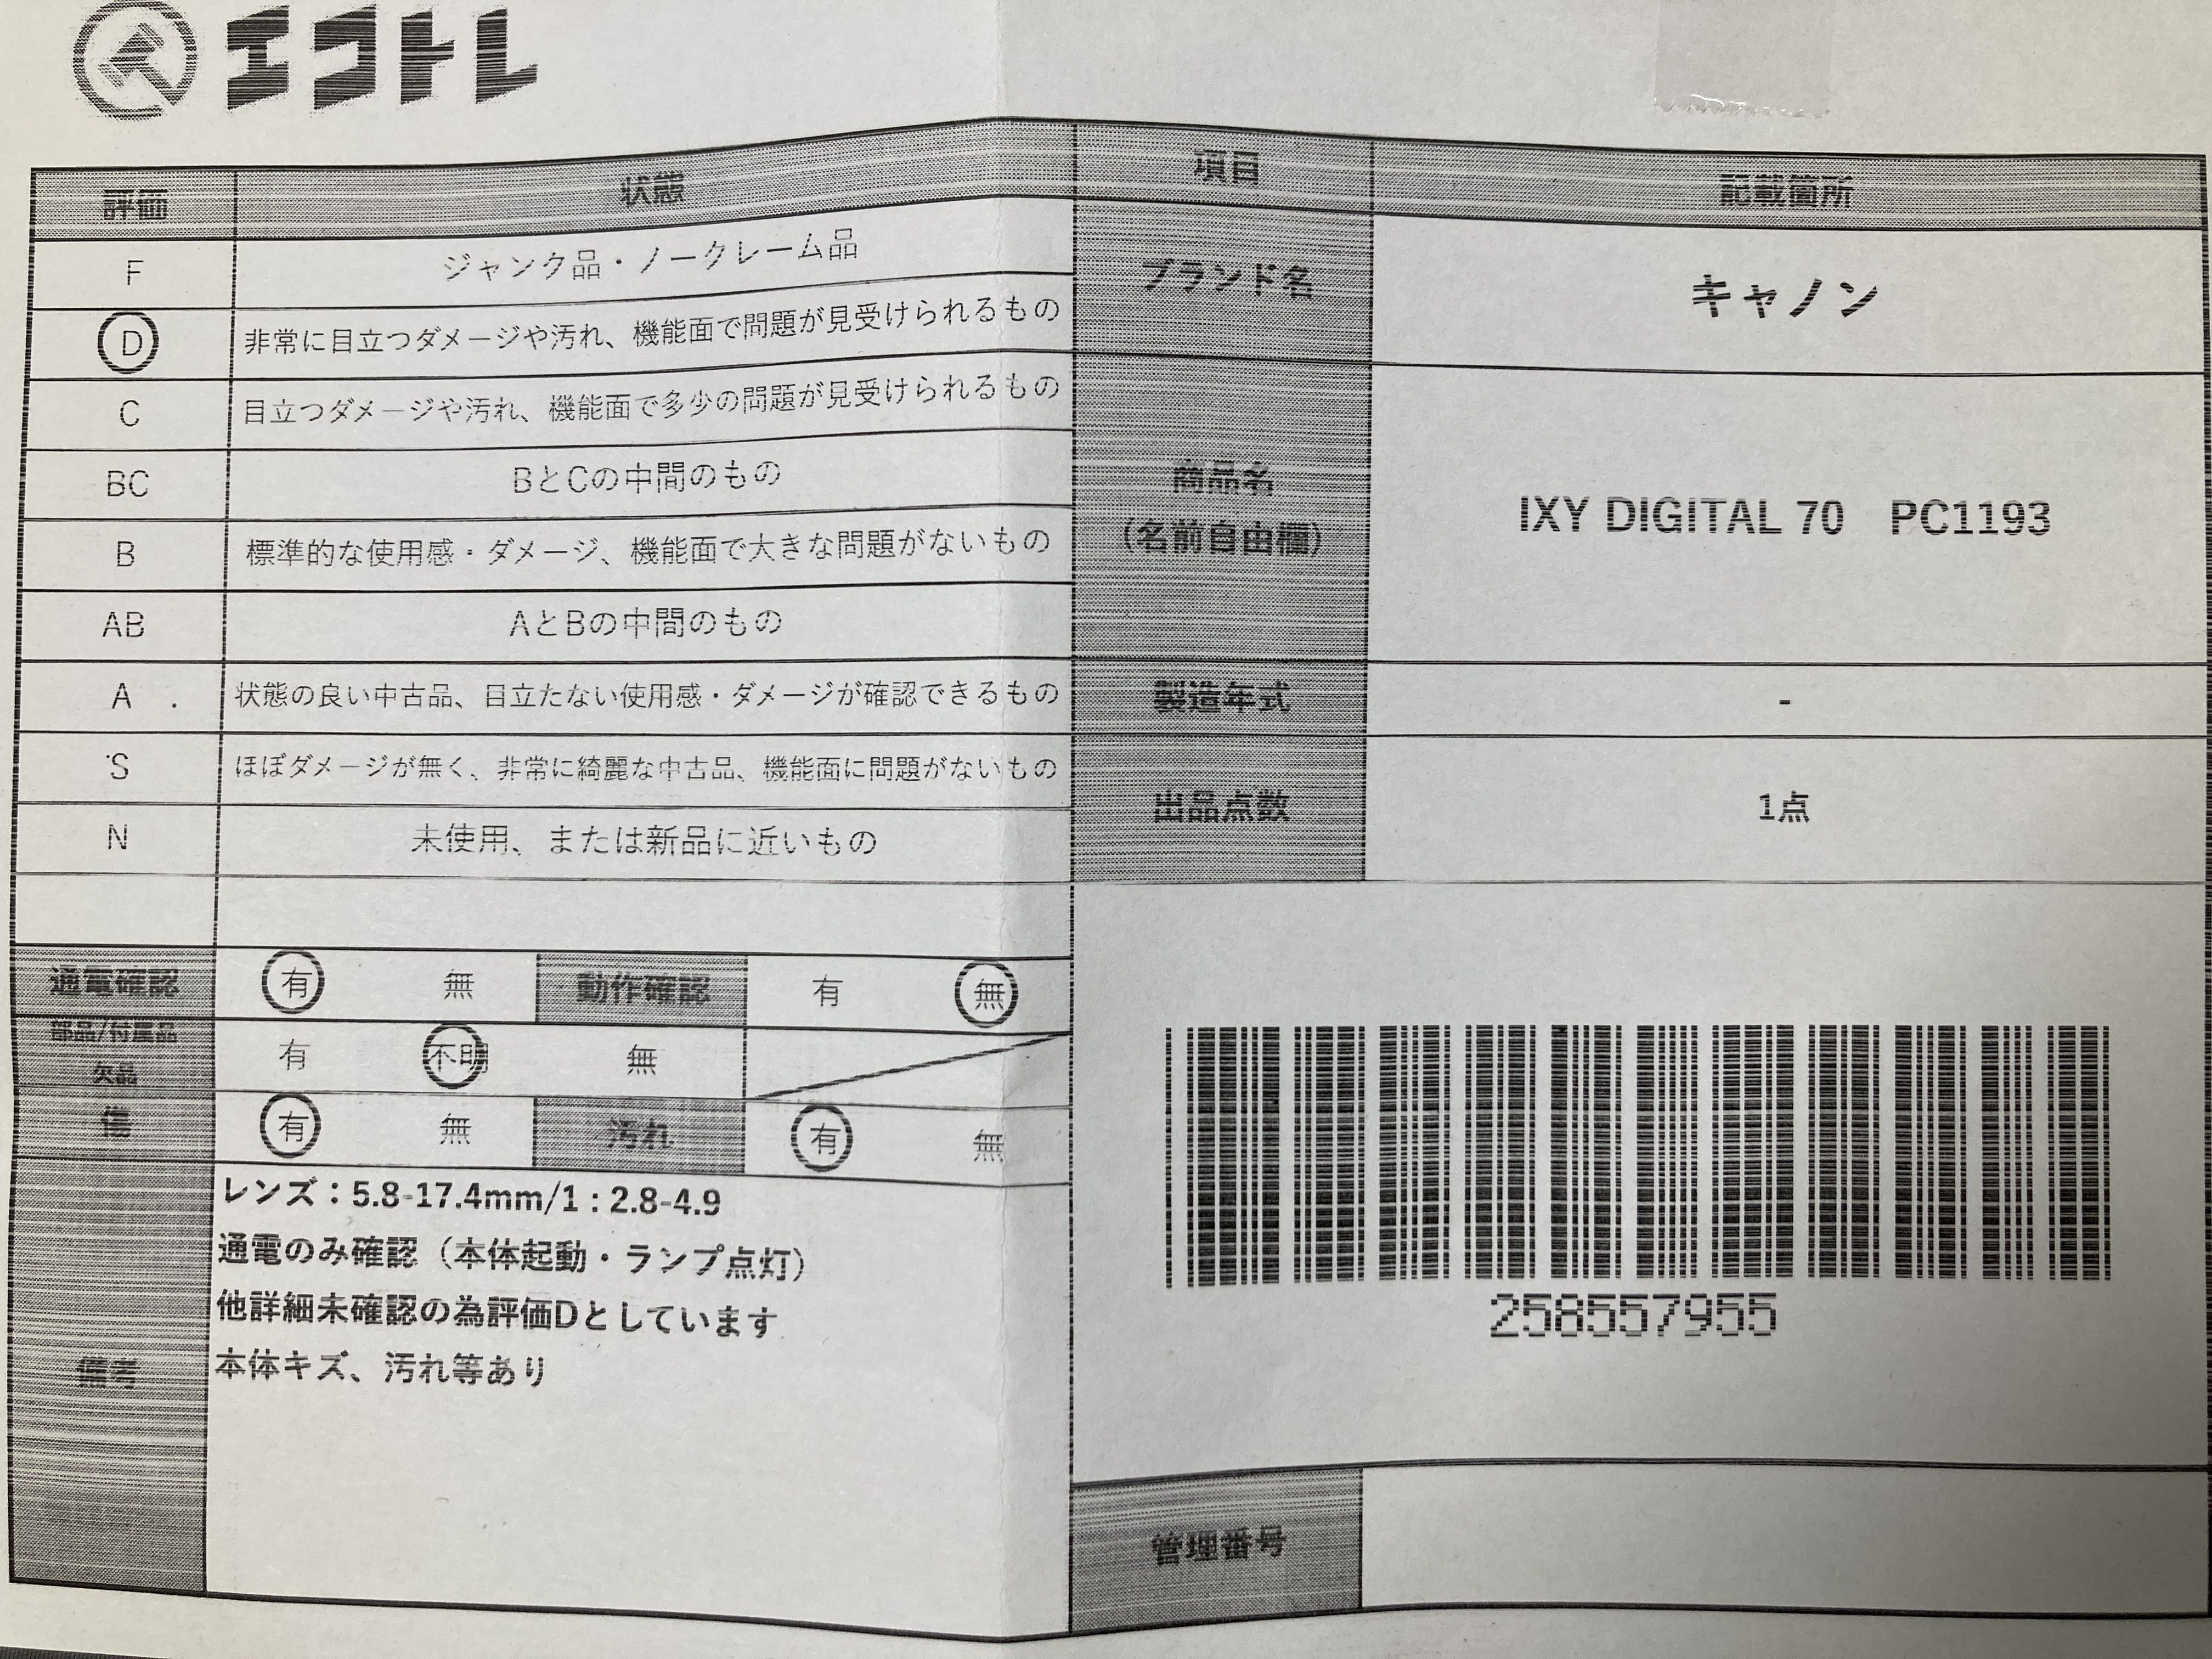 エコトレ
評価 状態
F ジャンク品・ノークレーム品
D 非常に目立つダメージや汚れ、機能面で問題が見受けられるもの
C 目立つダメージや汚れ、機能面で多少の問題が見受けられるもの
BC BとCの中間のもの
B 標準的な使用感・ダメージ、機能面で大きな問題がないもの
AB AとBの中間のもの
A 状態の良い中古品、目立たない使用感・ダメージが確認できるもの
S ほぼダメージが無く、非常に綺麗な中古品、機能面に問題がないもの
N 未使用、または新品に近いもの
通電確認 有 無 動作確認 有 無
部品/付属品
欠品 有 不明 無
傷 有 無 汚れ 有 無
備考
レンズ：5.8-17.4mm/1：2.8-4.9
通電のみ確認（本体起動・ランプ点灯）
他詳細未確認の為評価Dとしています
本体キズ、汚れ等あり
項目 記載箇所
ブランド名 キャノン
商品名
（名前自由欄） IXY DIGITAL 70 PC1193
製造年式 -
出品点数 1点
258557955
管理番号